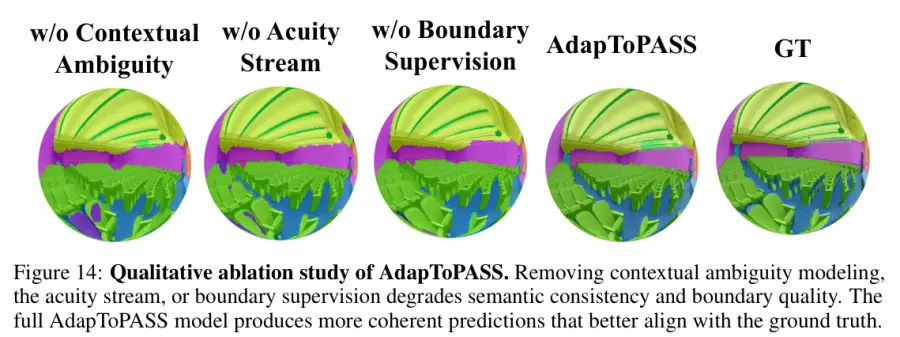 w/o Contextual Ambiguity
w/o Acuity Stream
w/o Boundary Supervision
AdapToPASS
GT
Figure 14: Qualitative ablation study of AdapToPASS. Removing contextual ambiguity modeling,
the acuity stream, or boundary supervision degrades semantic consistency and boundary quality. The
full AdapToPASS model produces more coherent predictions that better align with the ground truth.